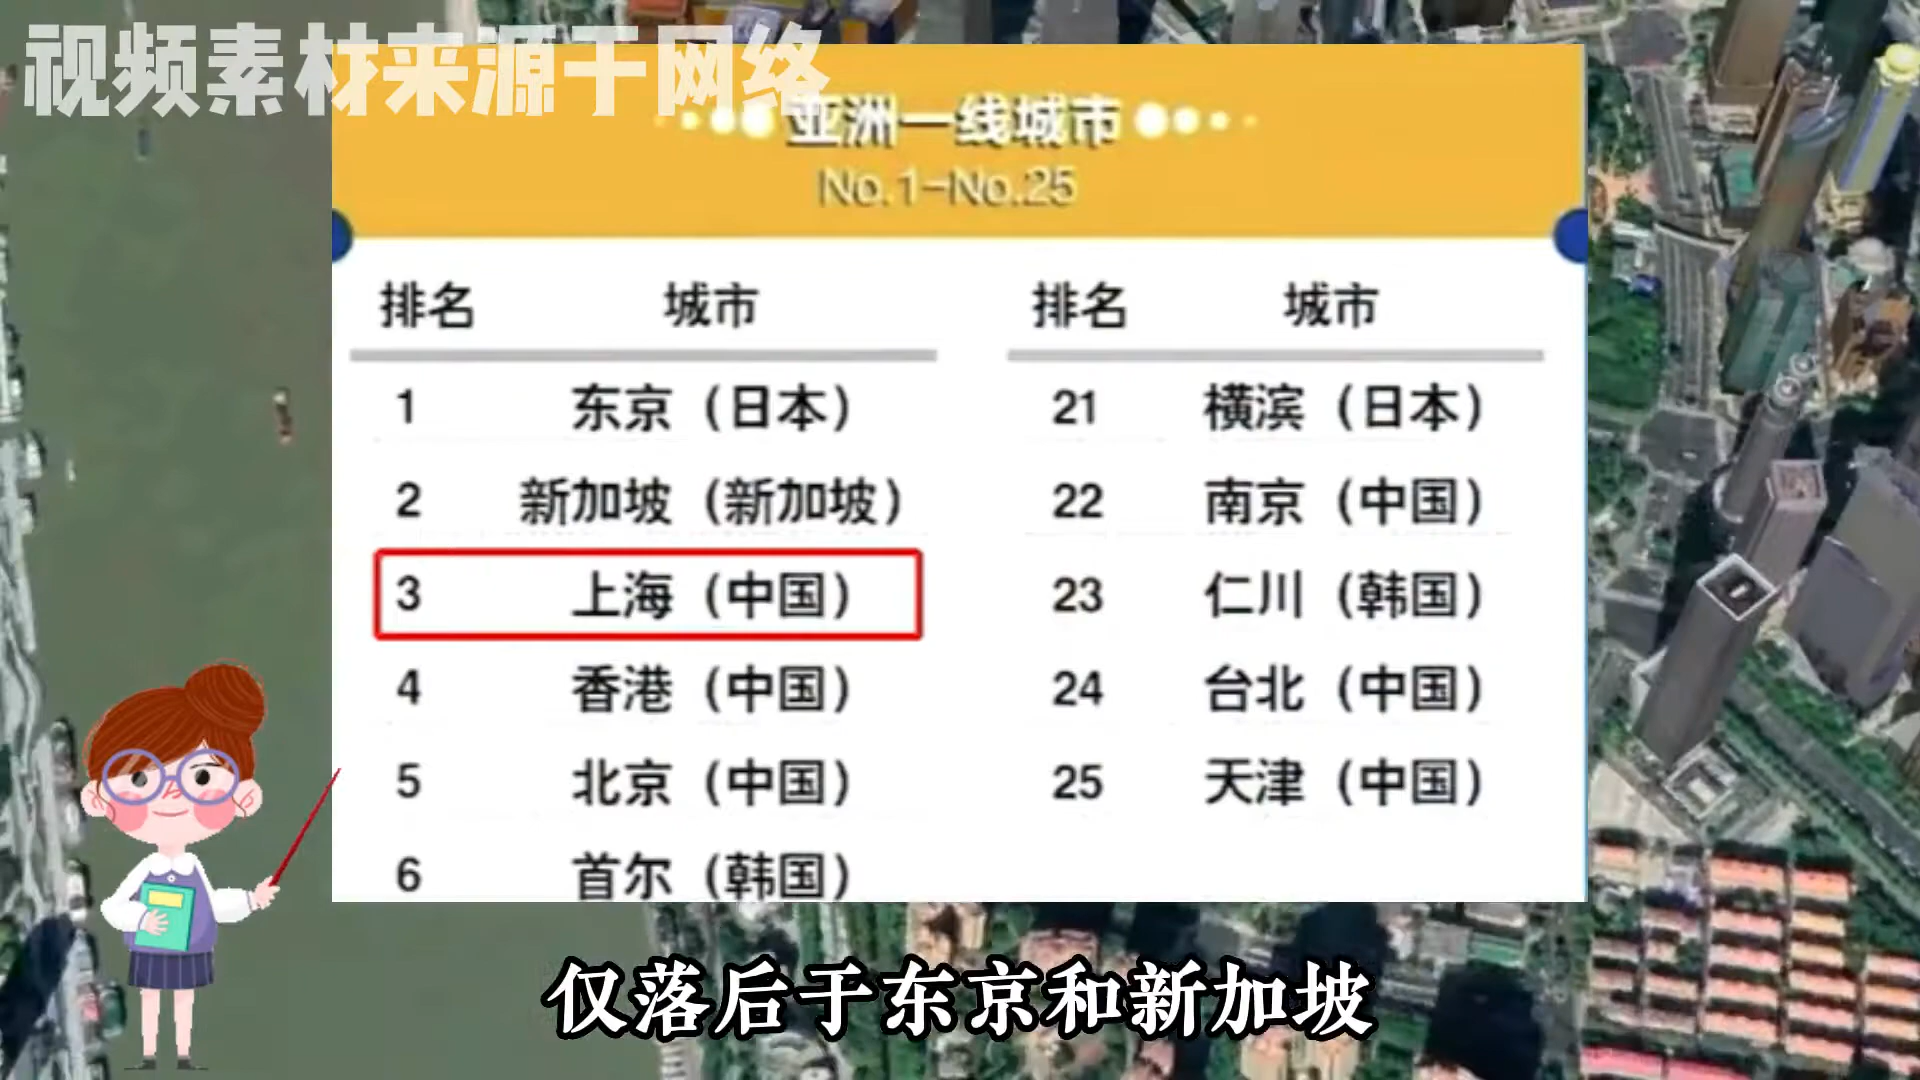 视频素材来源于网络
亚洲一线城市
No.1-No.25
排名 城市 排名 城市
1 东京（日本） 21 横滨（日本）
2 新加坡（新加坡） 22 南京（中国）
3 上海（中国） 23 仁川（韩国）
4 香港（中国） 24 台北（中国）
5 北京（中国） 25 天津（中国）
6 首尔（韩国）
仅落后于东京和新加坡